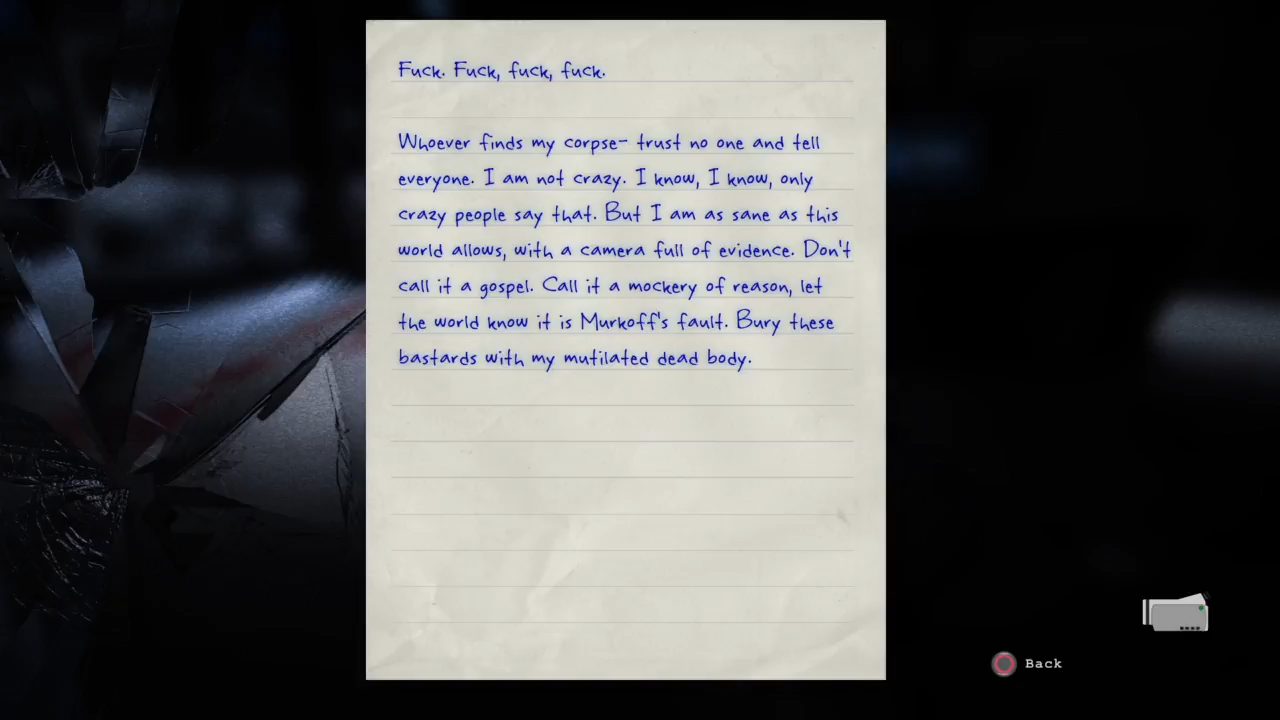 Fuck. Fuck, fuck, fuck.
Whoever finds my corpse- trust no one and tell
everyone. I am not crazy. I know, I know, only
crazy people say that. But I am as sane as this
world allows, with a camera full of evidence. Don't
call it a gospel. Call it a mockery of reason, let
the world know it is Murkoff's fault. Bury these
bastards with my mutilated dead body.
Back